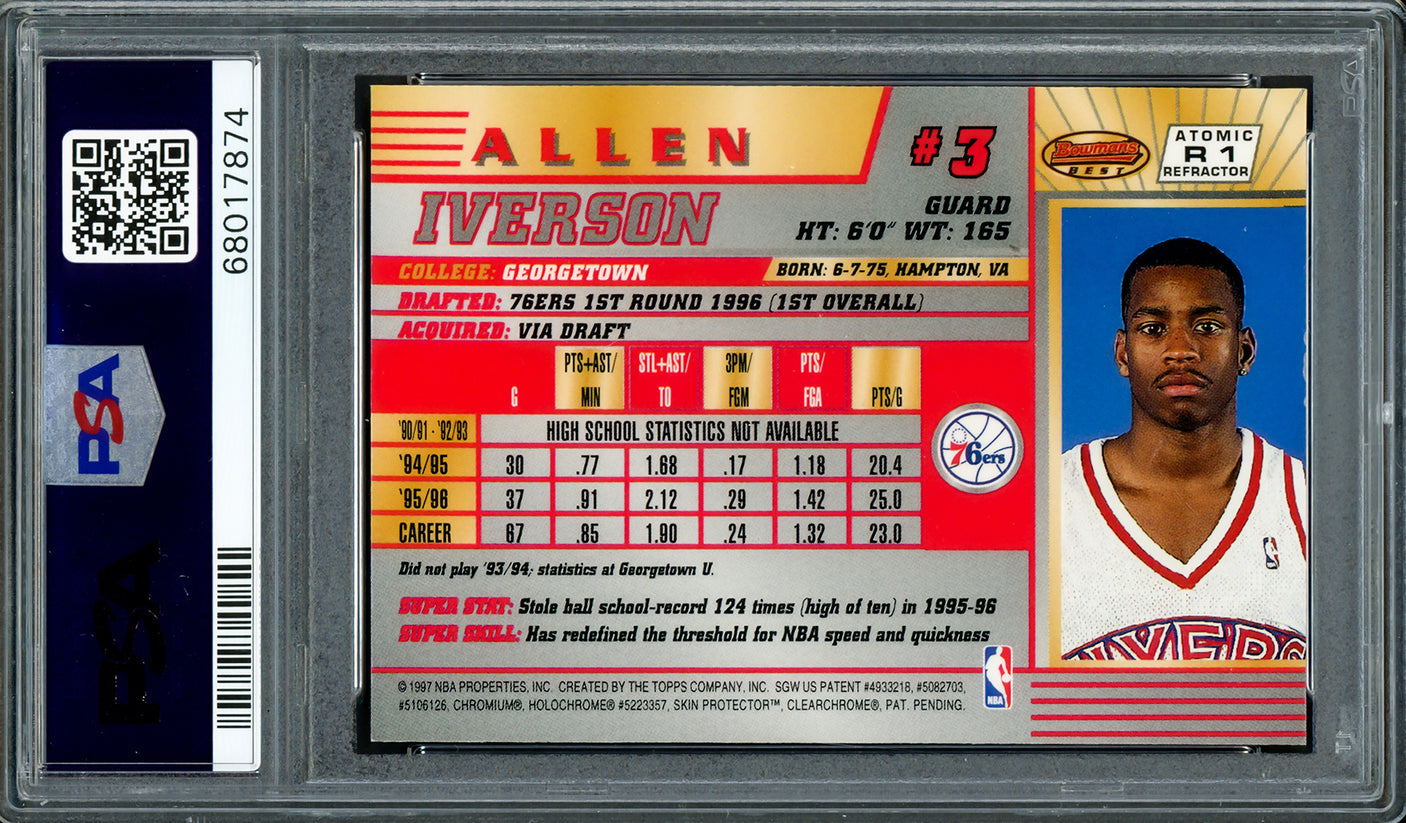 68017874
PSA
PSA
ALLEN
#3
IVERSON
GUARD
HT: 6'0" WT: 165
COLLEGE: GEORGETOWN
BORN: 6-7-75, HAMPTON, VA
DRAFTED: 76ERS 1ST ROUND 1996 (1ST OVERALL)
ACQUIRED: VIA DRAFT
G PTS+AST/MIN STL+AST/TO 3PM/FGM PTS/FGA PTS/G
'90/91 - '92/93 HIGH SCHOOL STATISTICS NOT AVAILABLE
'94/95 30 .77 1.68 .17 1.18 20.4
'95/96 37 .91 2.12 .29 1.42 25.0
CAREER 67 .85 1.90 .24 1.32 23.0
76ers
Did not play '93/94; statistics at Georgetown U.
SUPER STAT: Stole ball school-record 124 times (high of ten) in 1995-96
SUPER SKILL: Has redefined the threshold for NBA speed and quickness
NBA
© 1997 NBA PROPERTIES, INC. CREATED BY THE TOPPS COMPANY, INC. SGW US PATENT #4933218, #5082703,
#5106126, CHROMIUM®, HOLOCHROME® #5223357, SKIN PROTECTOR™, CLEARCHROME®, PAT. PENDING.
Bowmans
BEST
ATOMIC
R1
REFRACTOR
PSA